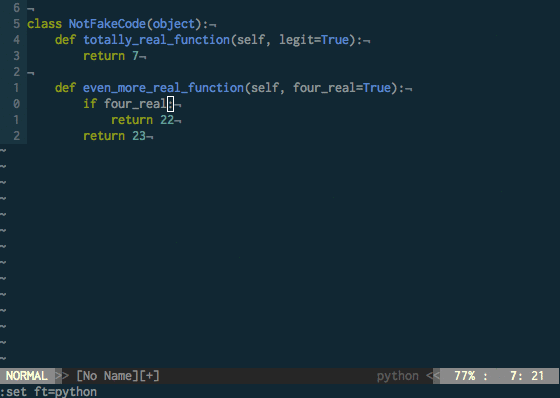 6 ¬
5 class NotFakeCode(object):¬
4     def totally_real_function(self, legit=True):¬
3         return 7¬
2 ¬
1     def even_more_real_function(self, four_real=True):¬
0         if four_real:¬
1             return 22¬
2         return 23¬
~
~
~
~
~
~
~
~
~
~
~
~
~
~
NORMAL >> [No Name][+] python << 77% : 7: 21
:set ft=python